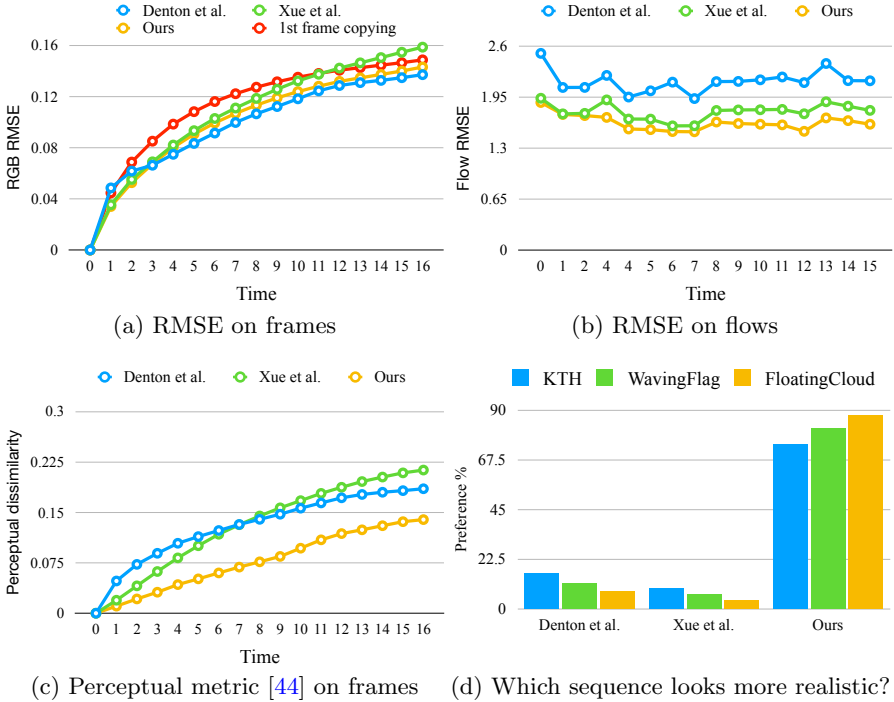 Denton et al. Xue et al.
Ours 1st frame copying
0.16
0.12
0.08
0.04
0
RGB RMSE
0 1 2 3 4 5 6 7 8 9 10 11 12 13 14 15 16
Time
(a) RMSE on frames
Denton et al. Xue et al. Ours
2.6
1.95
1.3
0.65
0
Flow RMSE
0 1 2 3 4 5 6 7 8 9 10 11 12 13 14 15
Time
(b) RMSE on flows
Denton et al. Xue et al. Ours
0.3
0.225
0.15
0.075
0
Perceptual dissimilarity
0 1 2 3 4 5 6 7 8 9 10 11 12 13 14 15 16
Time
(c) Perceptual metric [44] on frames
KTH WavingFlag FloatingCloud
90
67.5
45
22.5
0
Preference %
Denton et al. Xue et al. Ours
(d) Which sequence looks more realistic?